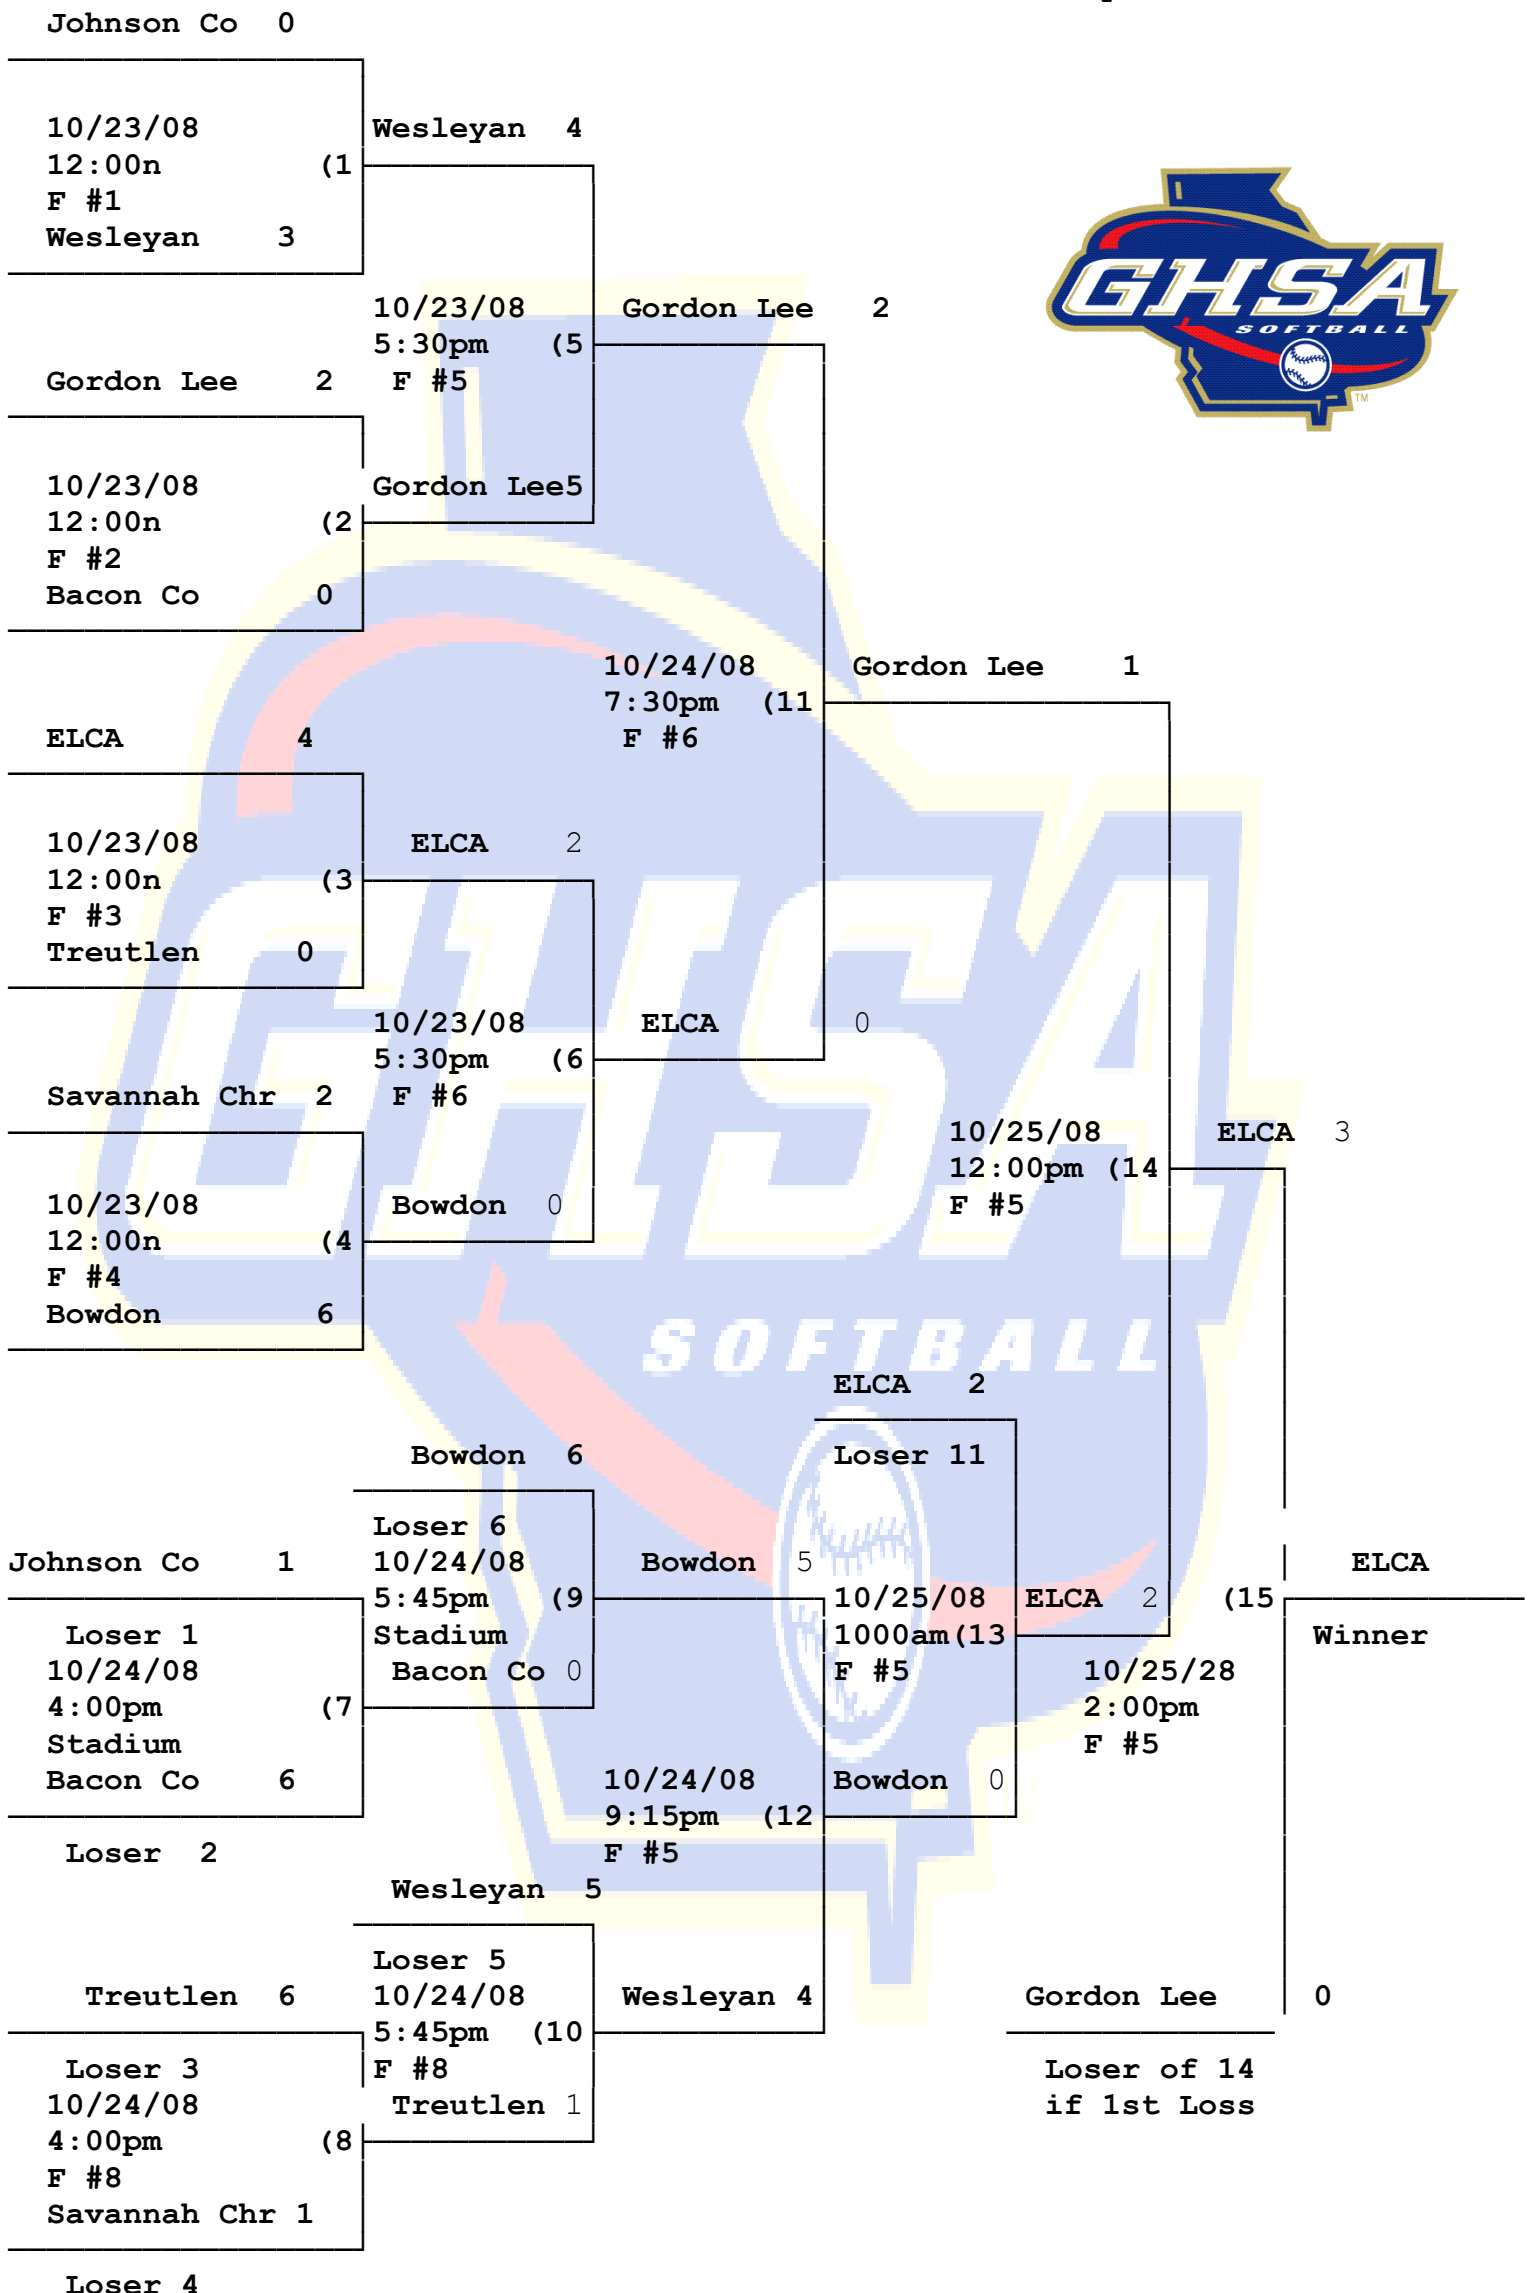 Johnson Co 0
10/23/08
12:00n (1
F #1
Wesleyan 3
Wesleyan 4
10/23/08
5:30pm (5
F #5
Gordon Lee 2
Gordon Lee 2
10/23/08
12:00n (2
F #2
Bacon Co 0
Gordon Lee5
GHSA
SOFTBALL
TM
10/24/08
7:30pm (11
F #6
Gordon Lee 1
ELCA 4
10/23/08
12:00n (3
F #3
Treutlen 0
ELCA 2
10/23/08
5:30pm (6
F #6
ELCA 0
Savannah Chr 2
10/23/08
12:00n (4
F #4
Bowdon 6
Bowdon 0
10/25/08
12:00pm (14
F #5
ELCA 3
GHSA
SOFTBALL
ELCA 2
Loser 11
Bowdon 6
Loser 6
10/24/08
5:45pm (9
Stadium
Bacon Co 0
Johnson Co 1
Loser 1
10/24/08
4:00pm (7
Stadium
Bacon Co 6
Loser 2
Bowdon 5
10/25/08
1000am(13
F #5
ELCA 2
(15
10/25/28
2:00pm
F #5
ELCA
Winner
10/24/08
9:15pm (12
F #5
Bowdon 0
Wesleyan 5
Loser 5
10/24/08
5:45pm (10
F #8
Treutlen 1
Treutlen 6
Loser 3
10/24/08
4:00pm (8
F #8
Savannah Chr 1
Loser 4
Wesleyan 4
Gordon Lee 0
Loser of 14
if 1st Loss